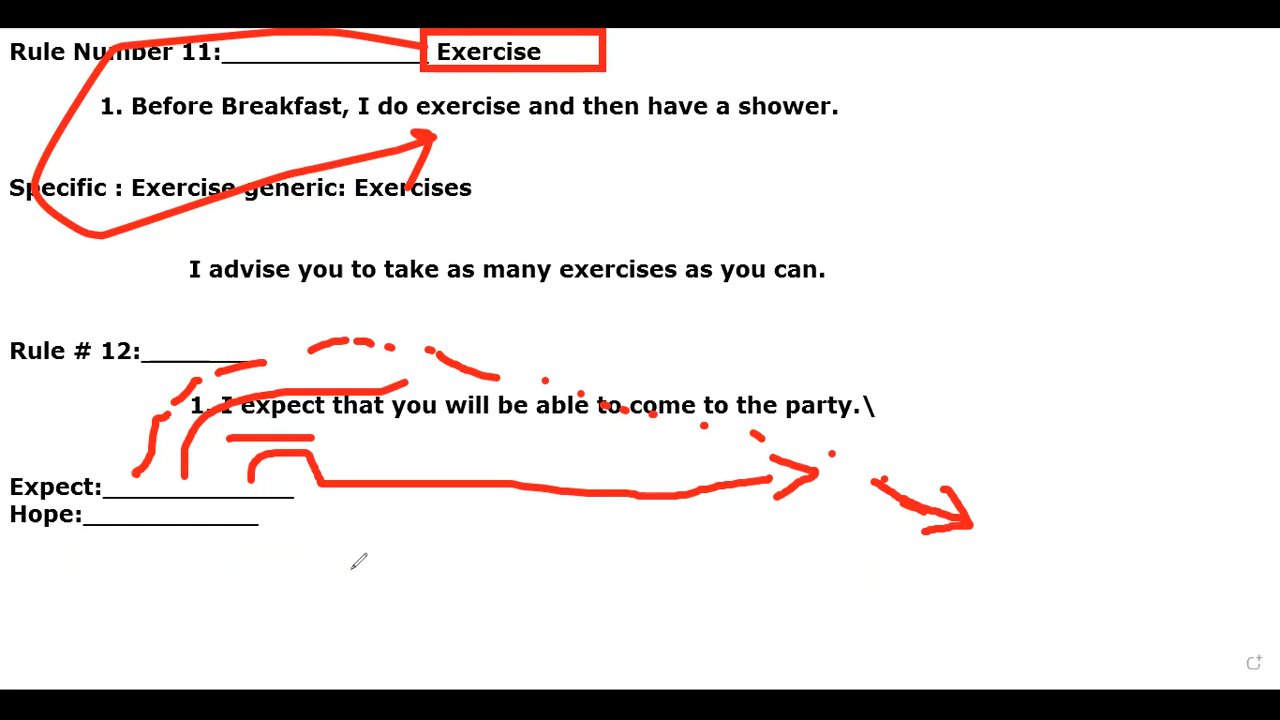 Rule Number 11:_______________ Exercise
1. Before Breakfast, I do exercise and then have a shower.
Specific : Exercise generic: Exercises
I advise you to take as many exercises as you can.
Rule # 12:________
1. I expect that you will be able to come to the party.\
Expect:______________
Hope:_____________